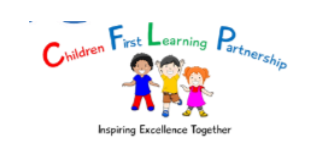 Children First Learning Partnership
Inspiring Excellence Together